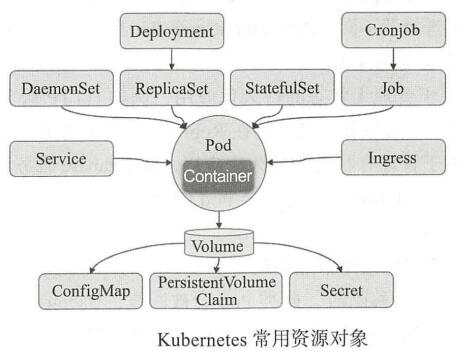 Deployment
Cronjob
DaemonSet
ReplicaSet
StatefulSet
Job
Service
Pod
Container
Ingress
Volume
ConfigMap
PersistentVolume
Claim
Secret
Kubernetes 常用资源对象